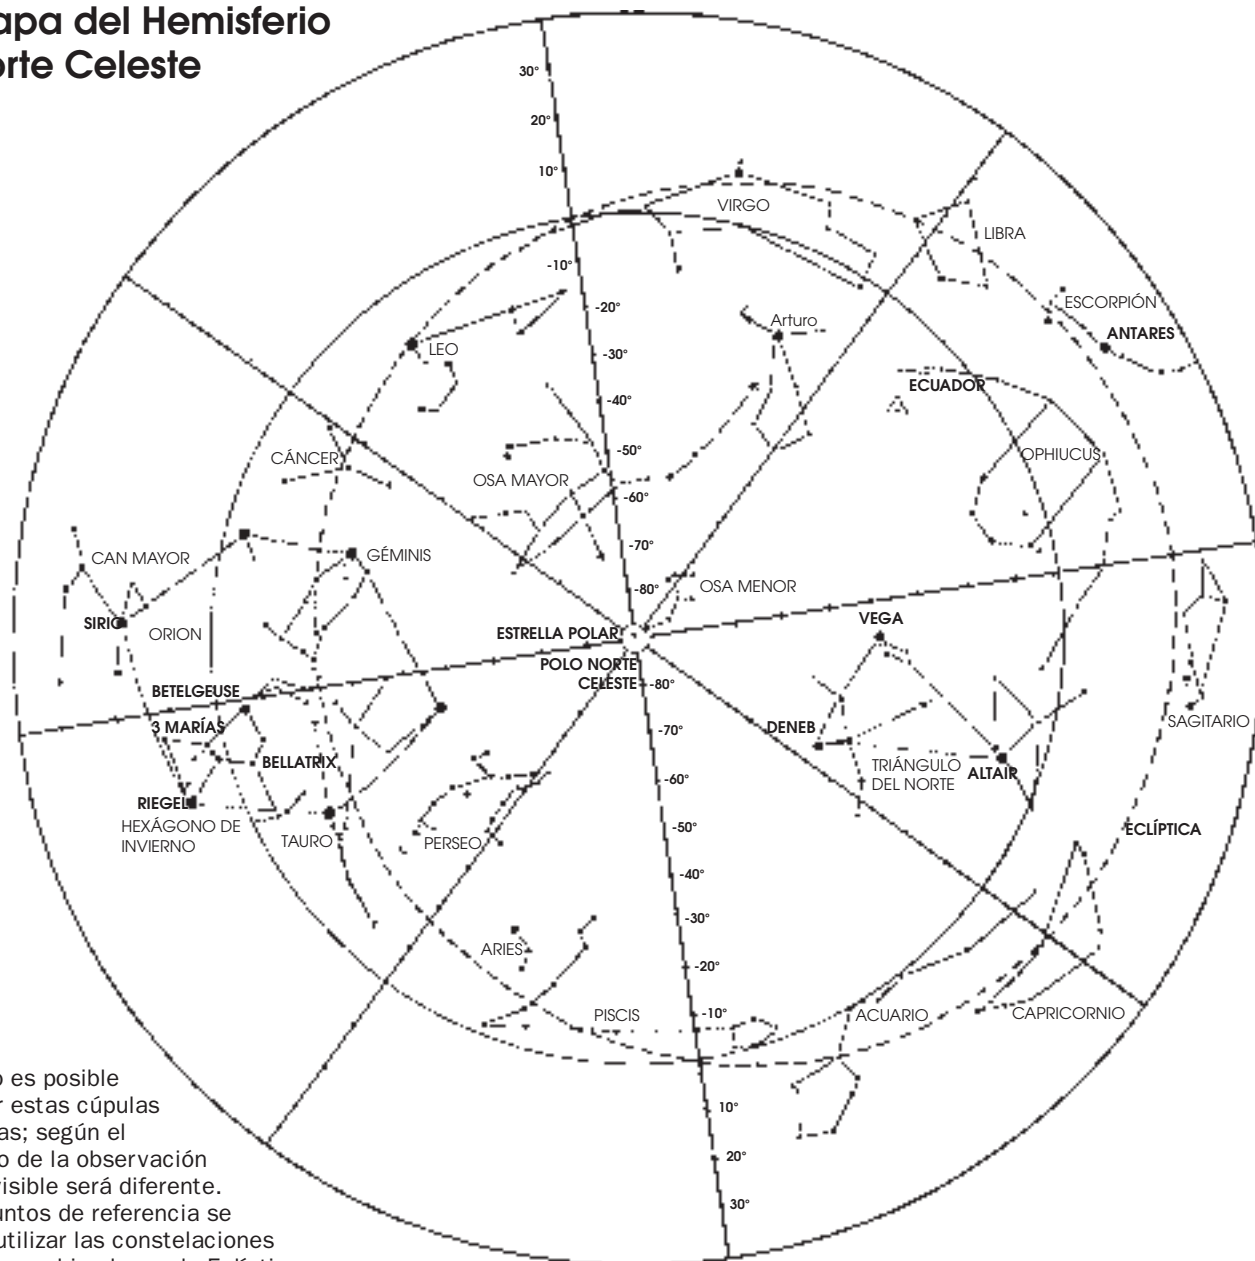 apa del Hemisferio
orte Celeste
30°
20°
10°
-10°
-20°
-30°
-40°
-50°
-60°
-70°
-80°
VIRGO
LIBRA
ESCORPIÓN
ANTARES
Arturo
LEO
ECUADOR
CÁNCER
OSA MAYOR
OPHIUCUS
CAN MAYOR
GÉMINIS
OSA MENOR
SIRIO
ORION
ESTRELLA POLAR
VEGA
POLO NORTE
CELESTE
-80°
-70°
-60°
-50°
-40°
-30°
-20°
-10°
10°
20°
30°
BETELGEUSE
3 MARÍAS
BELLATRIX
RIEGEL
HEXÁGONO DE
INVIERNO
TAURO
PERSEO
DENEB
TRIÁNGULO
DEL NORTE
ALTAIR
SAGITARIO
ECLÍPTICA
ARIES
PISCIS
ACUARIO
CAPRICORNIO
o es posible
r estas cúpulas
as; según el
o de la observación
visible será diferente.
untos de referencia se
utilizar las constelaciones